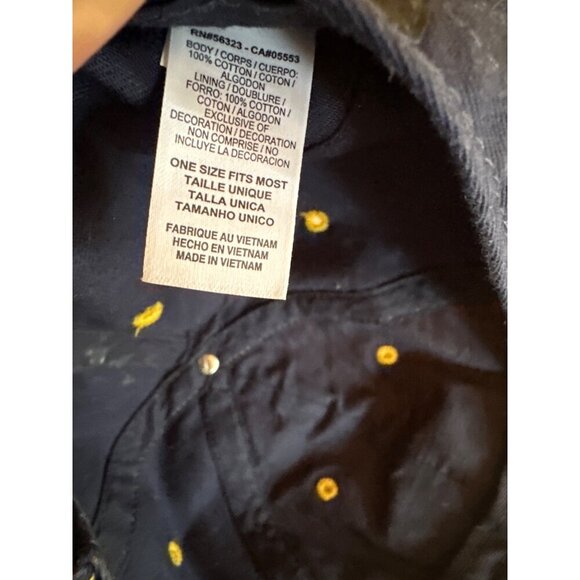 RN#56323 - CA#05553
BODY / CORPS / CUERPO:
100% COTTON / COTON /
ALGODON
LINING / DOUBLURE /
FORRO: 100% COTTON /
COTON / ALGODON
EXCLUSIVE OF
DECORATION / DECORATION
NON COMPRISE / NO
INCLUYE LA DECORACION
ONE SIZE FITS MOST
TAILLE UNIQUE
TALLA UNICA
TAMANHO UNICO
FABRIQUE AU VIETNAM
HECHO EN VIETNAM
MADE IN VIETNAM